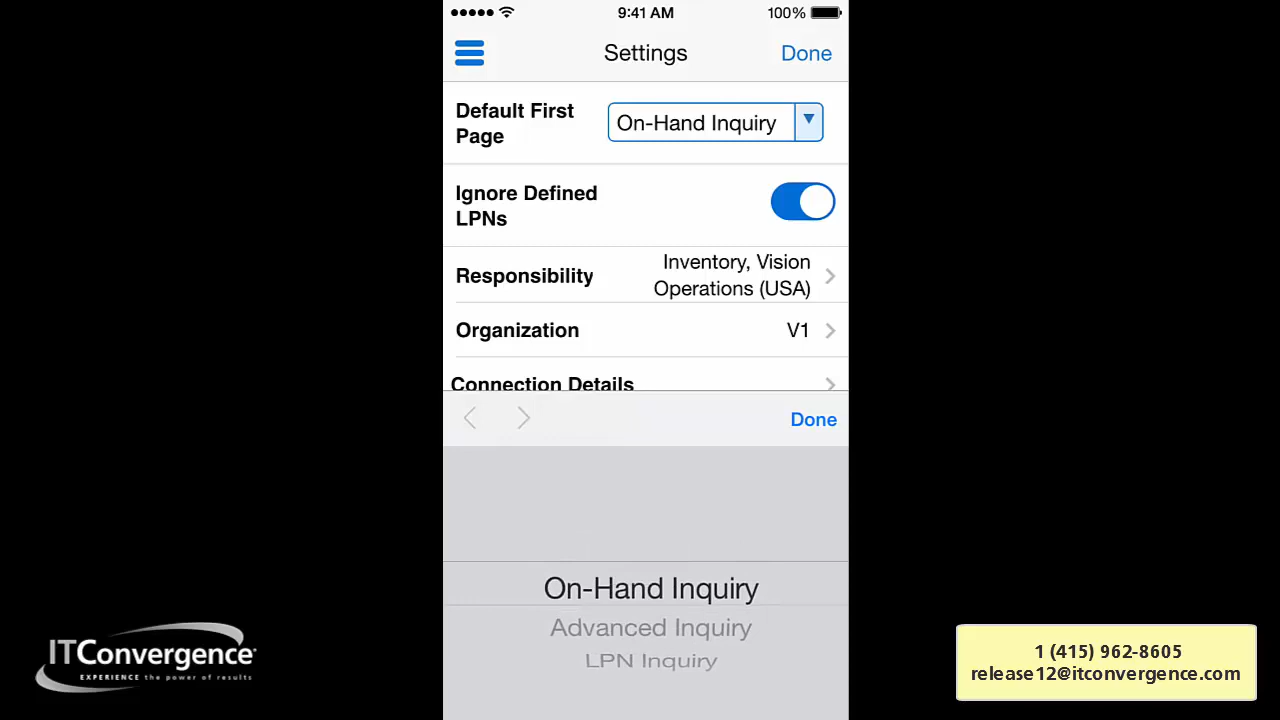 9:41 AM
100%
Settings
Done
Default First
Page
On-Hand Inquiry
Ignore Defined
LPNs
Responsibility
Inventory, Vision
Operations (USA)
Organization
V1
Connection Details
Done
On-Hand Inquiry
Advanced Inquiry
LPN Inquiry
ITConvergence
EXPERIENCE the power of results
1 (415) 962-8605
release12@itconvergence.com